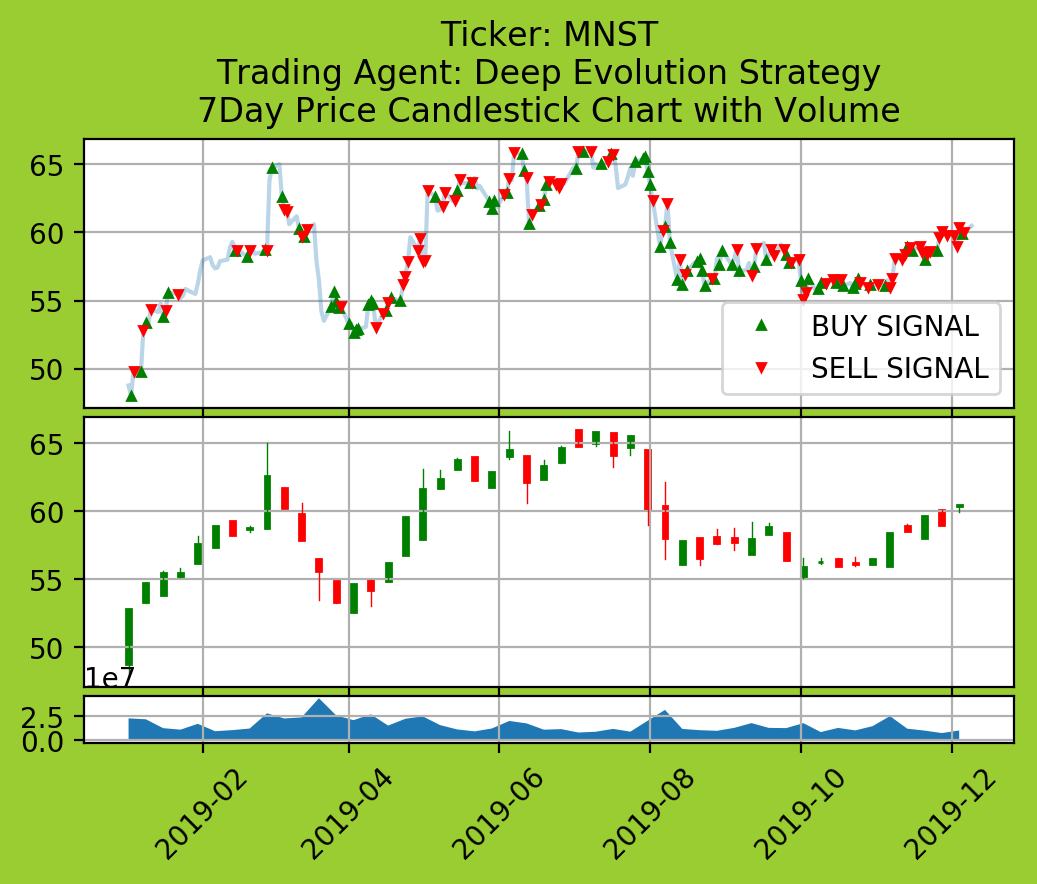 Ticker: MNST
Trading Agent: Deep Evolution Strategy
7Day Price Candlestick Chart with Volume
65
60
55
50
BUY SIGNAL
SELL SIGNAL
65
60
55
50
1e7
2.5
0.0
2019-02
2019-04
2019-06
2019-08
2019-10
2019-12